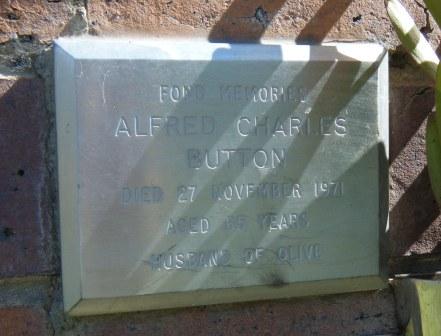 FOND MEMORIES
ALFRED CHARLES
BUTTON
DIED 27 NOVEMBER 1971
AGED YEARS
HUSBAND OF OLIVE